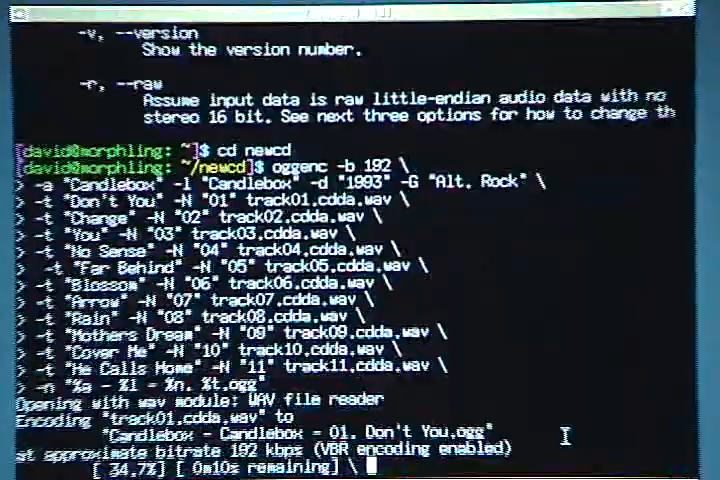 -v, --version
Show the version number.
-r, --raw
Assume input data is raw little-endian audio data with no
stereo 16 bit. See next three options for how to change th
[david@morphling: ~]$ cd newcd
[david@morphling: ~/newcd]$ oggenc -b 192 \
> -a "Candlebox" -l "Candlebox" -d "1993" -G "Alt. Rock" \
> -t "Don't You" -N "01" track01.cdda.wav \
> -t "Change" -N "02" track02.cdda.wav \
> -t "You" -N "03" track03.cdda.wav \
> -t "No Sense" -N "04" track04.cdda.wav \
> -t "Far Behind" -N "05" track05.cdda.wav \
> -t "Blossom" -N "06" track06.cdda.wav \
> -t "Arrow" -N "07" track07.cdda.wav \
> -t "Rain" -N "08" track08.cdda.wav \
> -t "Mothers Dream" -N "09" track09.cdda.wav \
> -t "Cover Me" -N "10" track10.cdda.wav \
> -t "He Calls Home" -N "11" track11.cdda.wav \
> -n "%a - %l - %n. %t.ogg"
Opening with wav module: WAV file reader
Encoding "track01.cdda.wav" to
"Candlebox - Candlebox - 01. Don't You.ogg"
at approximate bitrate 192 kbps (VBR encoding enabled)
[ 34.7%] [ 0m10s remaining] \